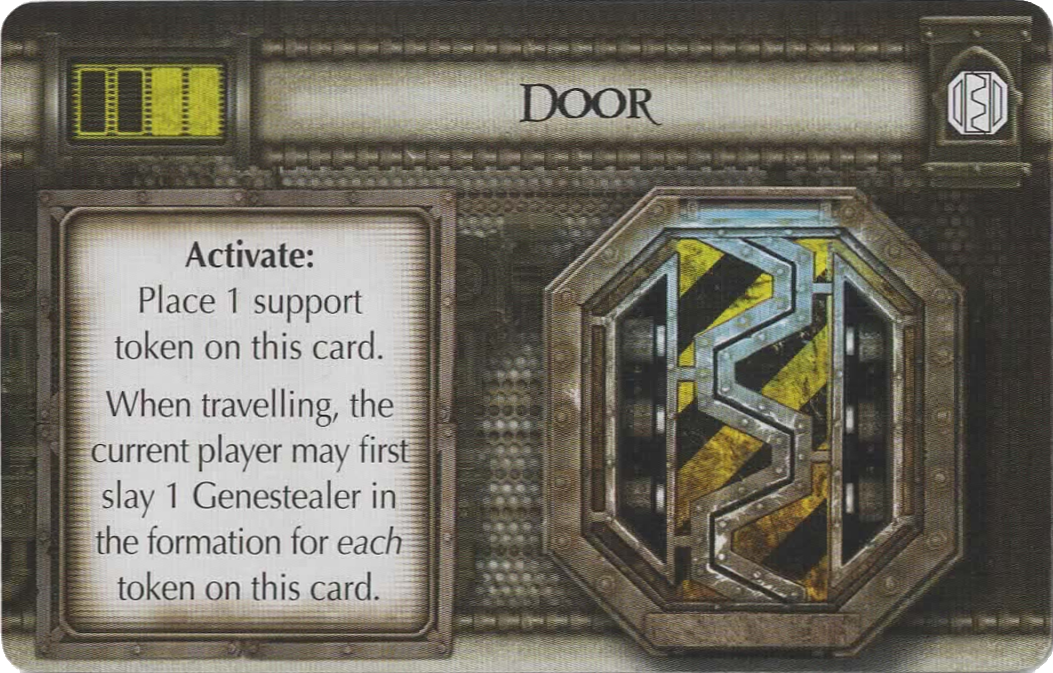 Door
Activate:
Place 1 support
token on this card.
When travelling, the
current player may first
slay 1 Genestealer in
the formation for each
token on this card.